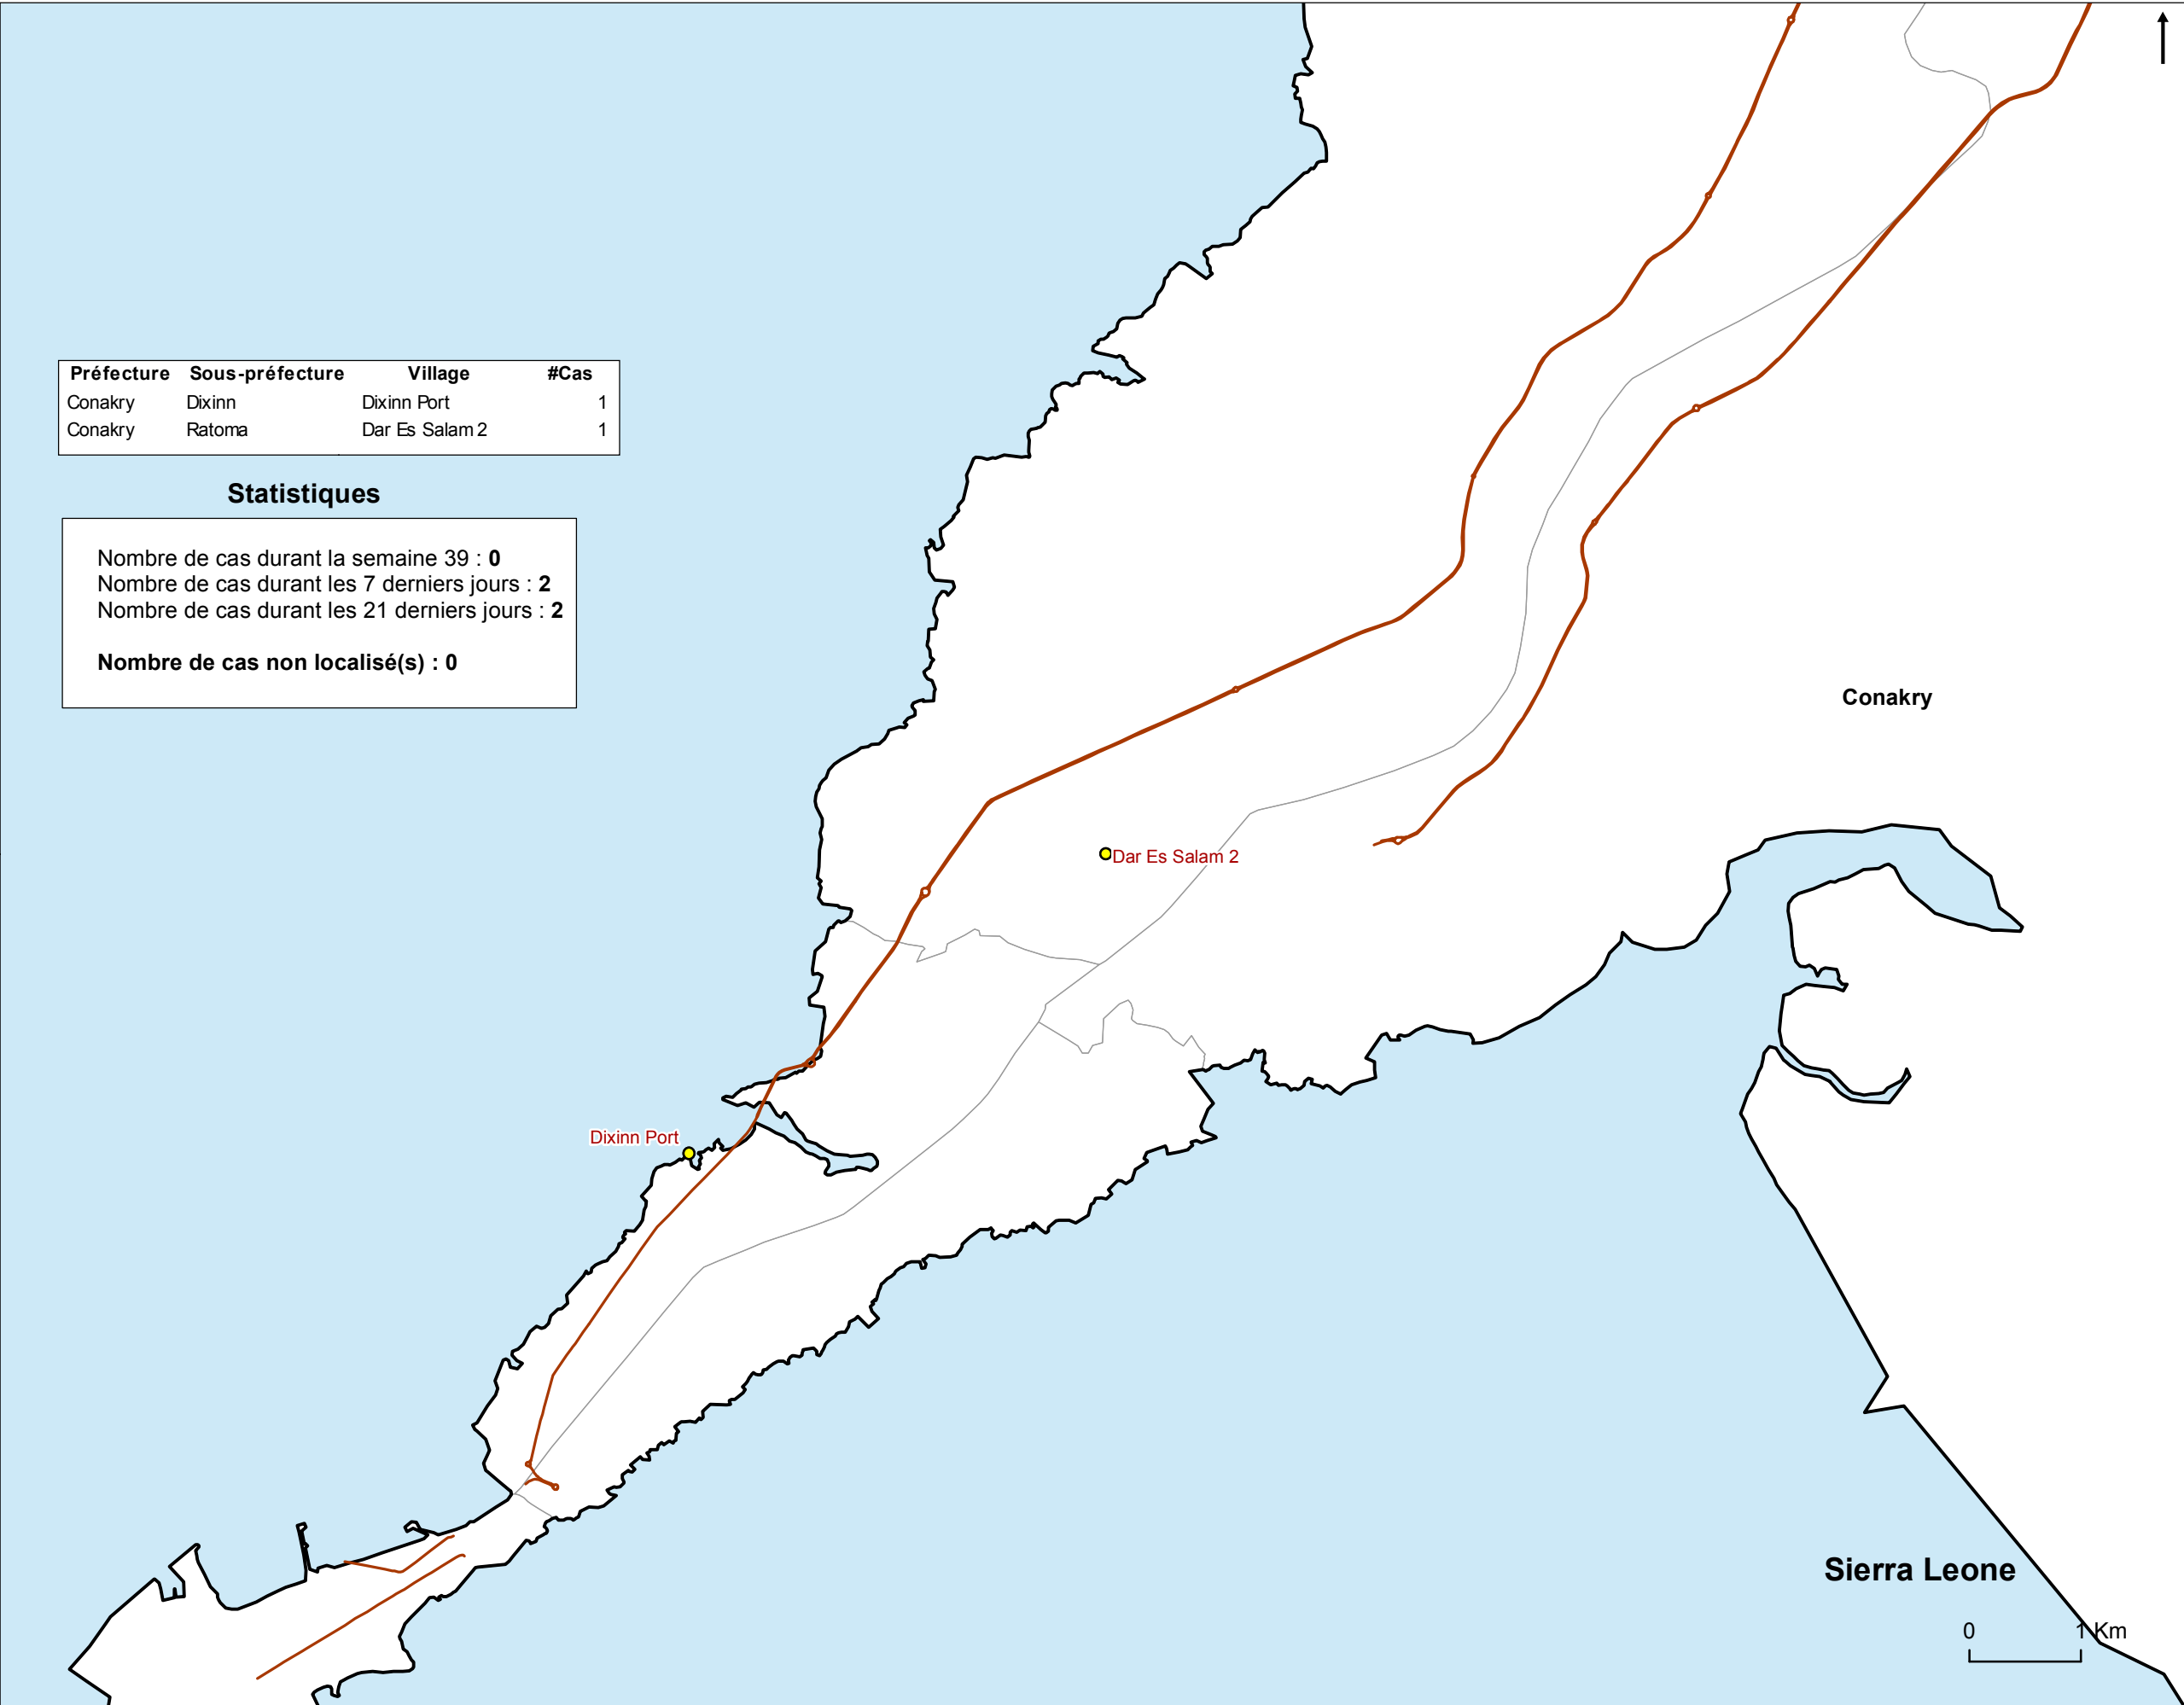 Préfecture Sous-préfecture Village #Cas
Conakry Dixinn Dixinn Port 1
Conakry Ratoma Dar Es Salam 2 1
Statistiques
Nombre de cas durant la semaine 39 : 0
Nombre de cas durant les 7 derniers jours : 2
Nombre de cas durant les 21 derniers jours : 2
Nombre de cas non localisé(s) : 0
Conakry
Dar Es Salam 2
Dixinn Port
Sierra Leone
0 1 Km